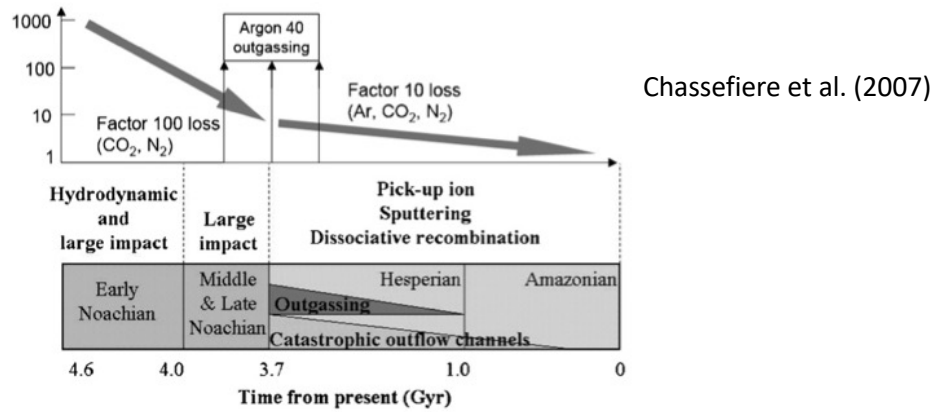 1000
100
10
1
Argon 40
outgassing
Factor 100 loss
(CO₂, N₂)
Factor 10 loss
(Ar, CO₂, N₂)
Chassefiere et al. (2007)
Hydrodynamic
and
large impact
Large
impact
Pick-up ion
Sputtering
Dissociative recombination
Early
Noachian
Middle
& Late
Noachian
Hesperian
Amazonian
Outgassing
Catastrophic outflow channels
4.6 4.0 3.7 1.0 0
Time from present (Gyr)